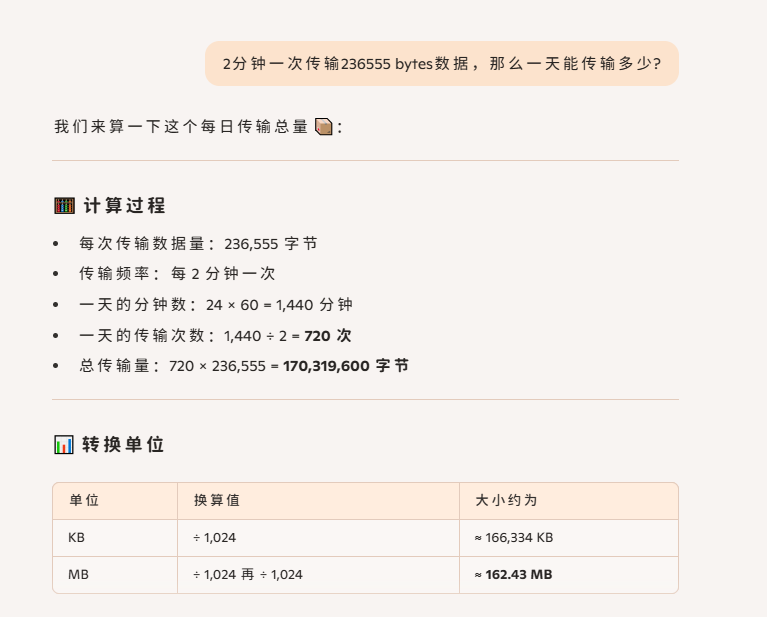 2分钟一次传输236555 bytes数据，那么一天能传输多少?
我们来算一下这个每日传输总量 📦：
🧮 计算过程
• 每次传输数据量：236,555 字节
• 传输频率：每 2 分钟一次
• 一天的分钟数：24 × 60 = 1,440 分钟
• 一天的传输次数：1,440 ÷ 2 = 720 次
• 总传输量：720 × 236,555 = 170,319,600 字节
📊 转换单位
单位 换算值 大小约为
KB ÷ 1,024 ≈ 166,334 KB
MB ÷ 1,024 再 ÷ 1,024 ≈ 162.43 MB